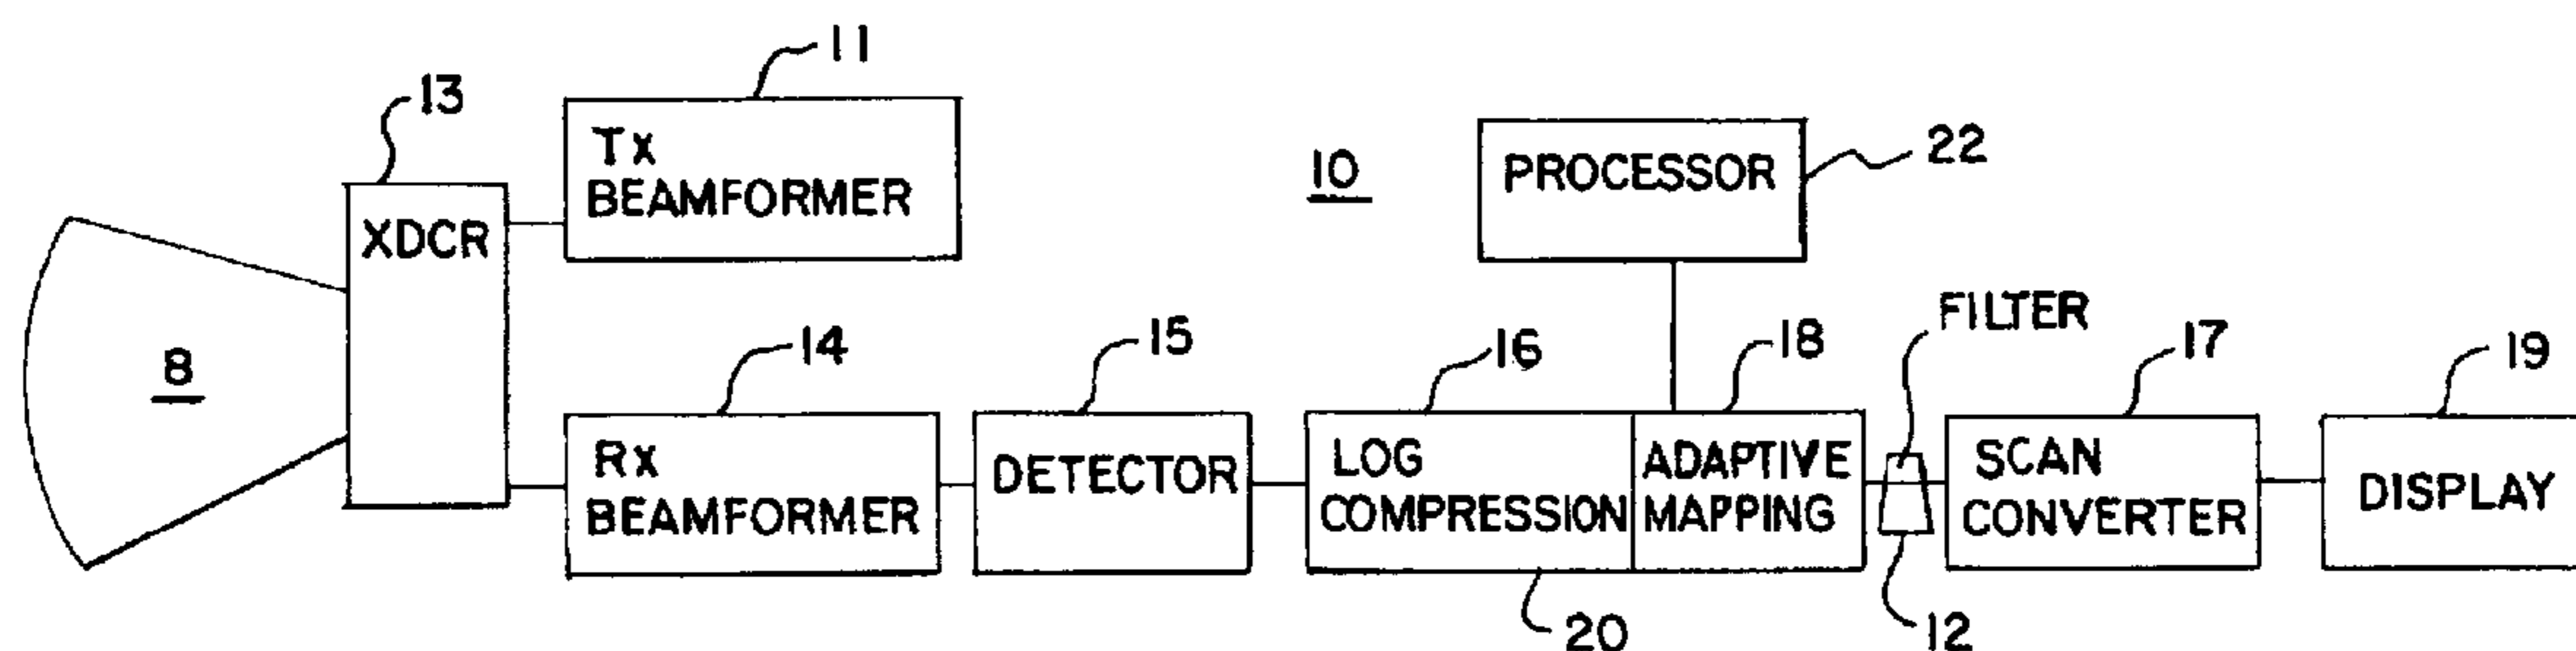 11
13
Tx
BEAMFORMER
10
PROCESSOR
22
XDCR
8
14
15
16
18
FILTER
17
19
Rx
BEAMFORMER
DETECTOR
LOG
COMPRESSION
ADAPTIVE
MAPPING
SCAN
CONVERTER
DISPLAY
20
12